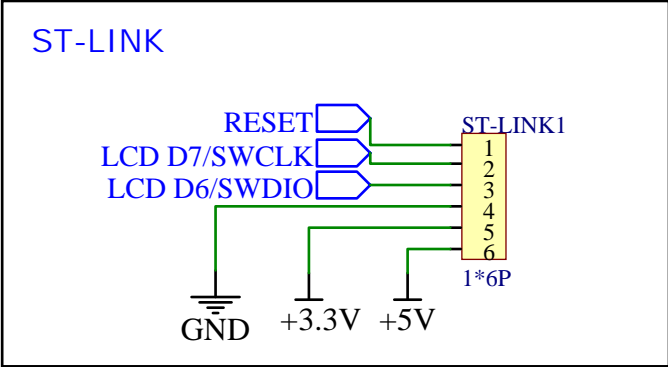 ST-LINK
RESET
ST-LINK1
LCD D7/SWCLK
LCD D6/SWDIO
1
2
3
4
5
6
1*6P
GND
+3.3V
+5V